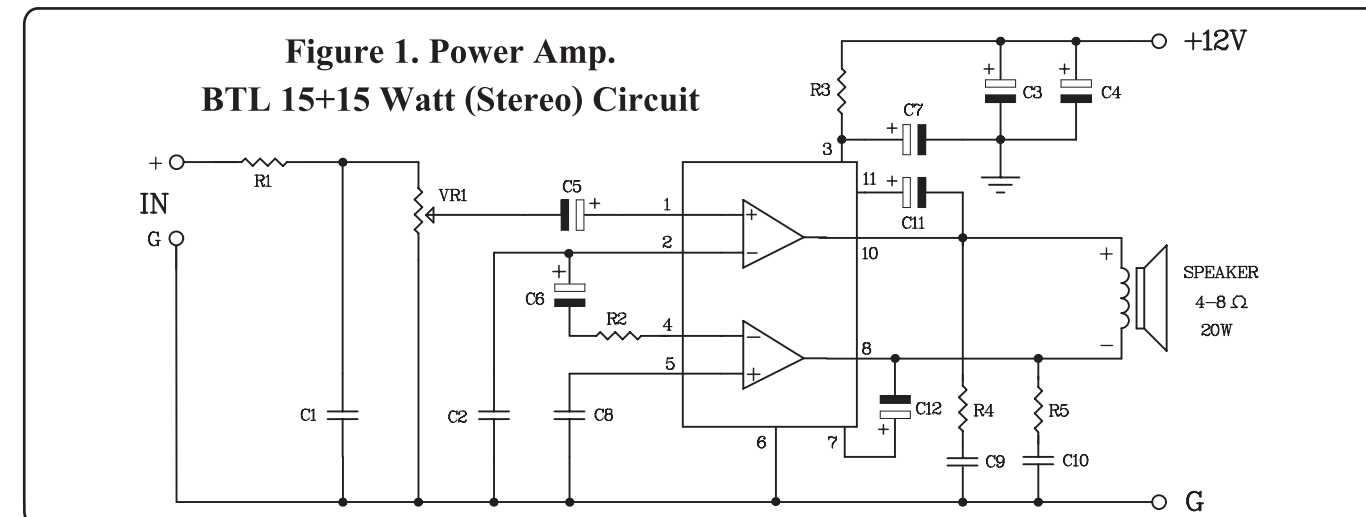 Figure 1. Power Amp.
BTL 15+15 Watt (Stereo) Circuit
+12V
R3
+
C3
+
C4
+
C7
3
+
R1
VR1
IN
G
C5
+
1
+
11
+
C11
2
−
10
+
C6
R2
4
−
5
+
8
+
SPEAKER
4–8 Ω
20W
−
C1
C2
C8
6
7
+
C12
R4
R5
C9
C10
G